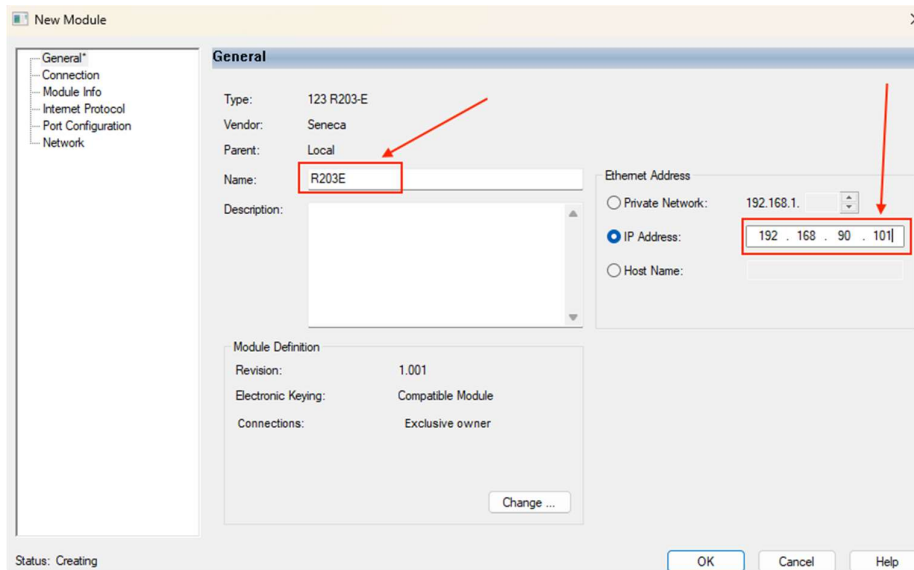 New Module
General*
Connection
Module Info
Internet Protocol
Port Configuration
Network
General
Type: 123 R203-E
Vendor: Seneca
Parent: Local
Name: R203E
Description:
Ethernet Address
Private Network: 192.168.1.
IP Address: 192 . 168 . 90 . 101
Host Name:
Module Definition
Revision: 1.001
Electronic Keying: Compatible Module
Connections: Exclusive owner
Change ...
Status: Creating
OK Cancel Help